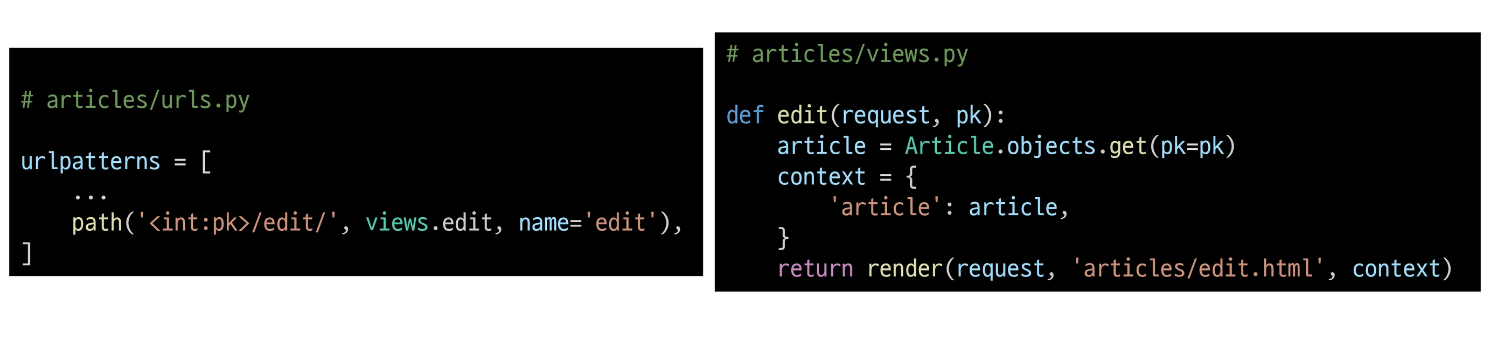 # articles/urls.py
urlpatterns = [
    ...
    path('<int:pk>/edit/', views.edit, name='edit'),
]
# articles/views.py
def edit(request, pk):
    article = Article.objects.get(pk=pk)
    context = {
        'article': article,
    }
    return render(request, 'articles/edit.html', context)